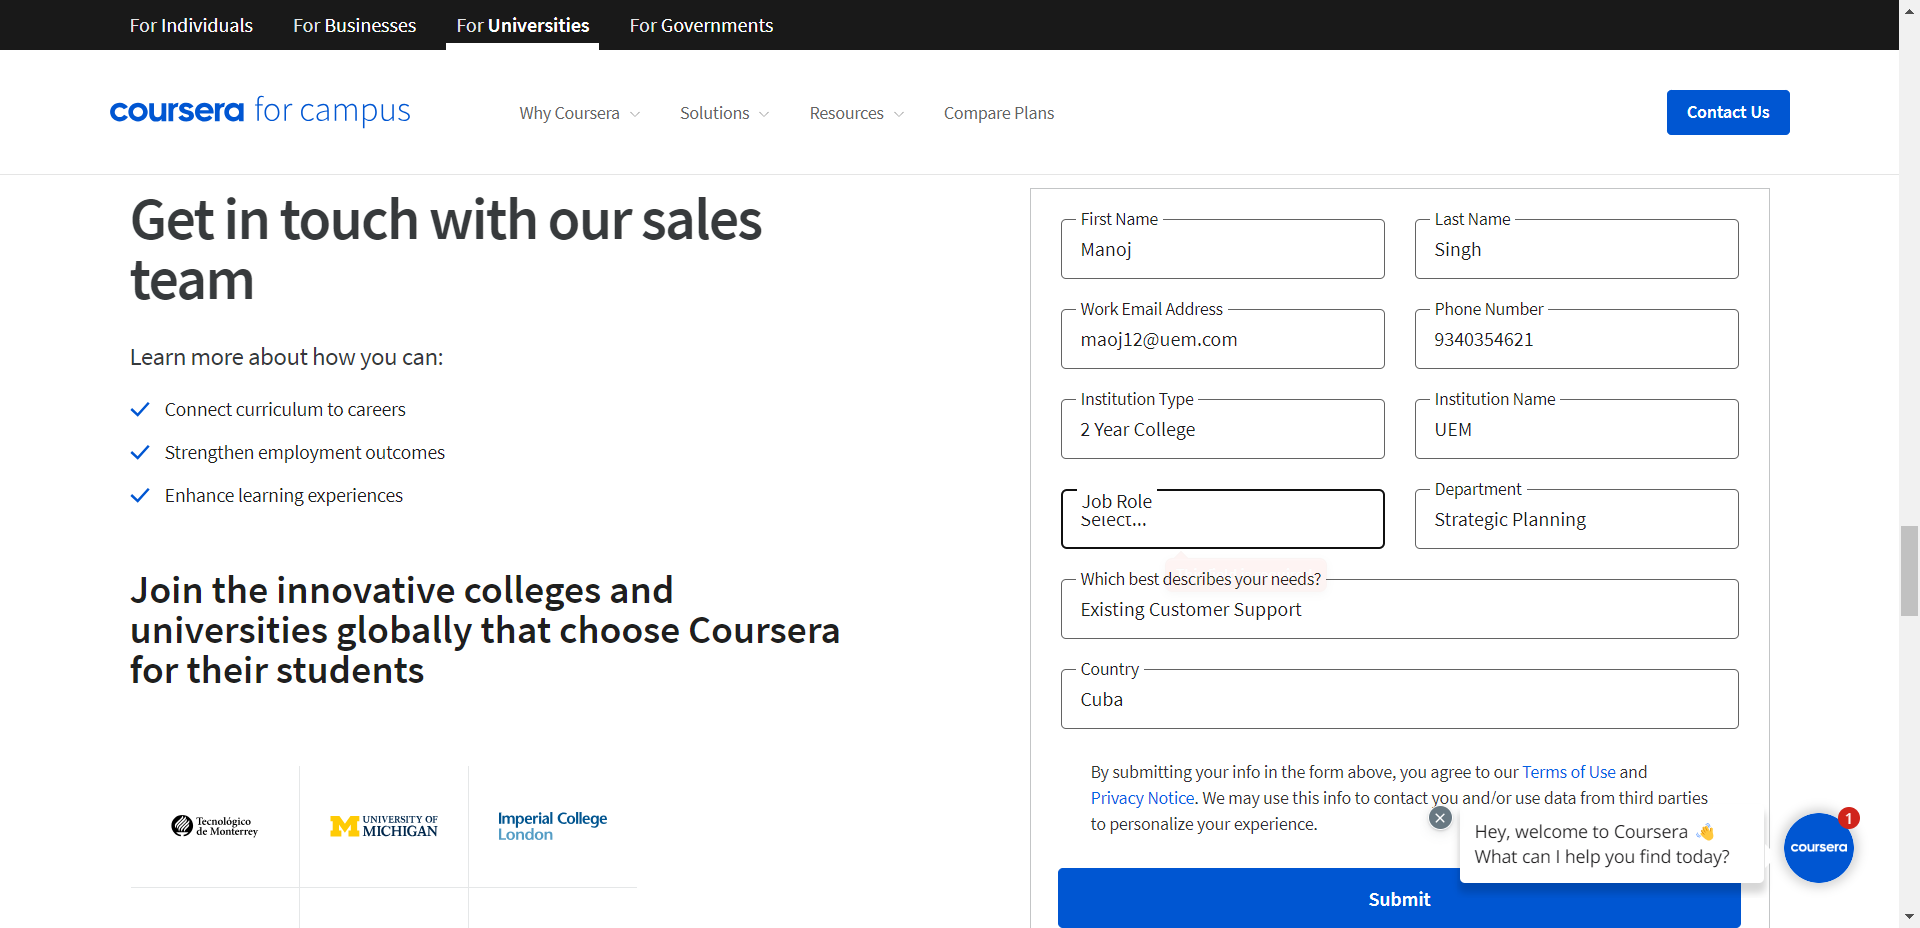 For Individuals
For Businesses
For Universities
For Governments
coursera for campus
Why Coursera
Solutions
Resources
Compare Plans
Contact Us
Get in touch with our sales
team
Learn more about how you can:
Connect curriculum to careers
Strengthen employment outcomes
Enhance learning experiences
Join the innovative colleges and
universities globally that choose Coursera
for their students
Tecnológico
de Monterrey
M UNIVERSITY OF
MICHIGAN
Imperial College
London
First Name
Manoj
Last Name
Singh
Work Email Address
maoj12@uem.com
Phone Number
9340354621
Institution Type
2 Year College
Institution Name
UEM
Job Role
Select...
Department
Strategic Planning
Which best describes your needs?
Existing Customer Support
Country
Cuba
By submitting your info in the form above, you agree to our Terms of Use and
Privacy Notice. We may use this info to contact you and/or use data from third parties
to personalize your experience.
Submit
Hey, welcome to Coursera 👋
What can I help you find today?
coursera
1